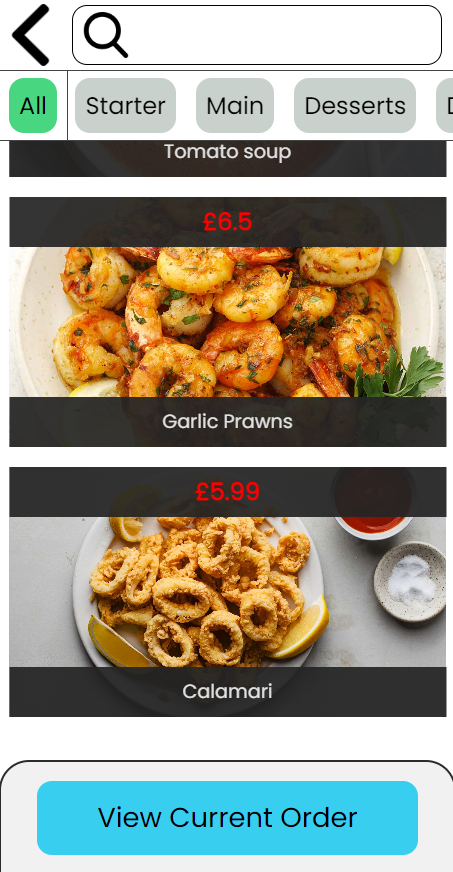 All
Starter
Main
Desserts
Tomato soup
£6.5
Garlic Prawns
£5.99
Calamari
View Current Order